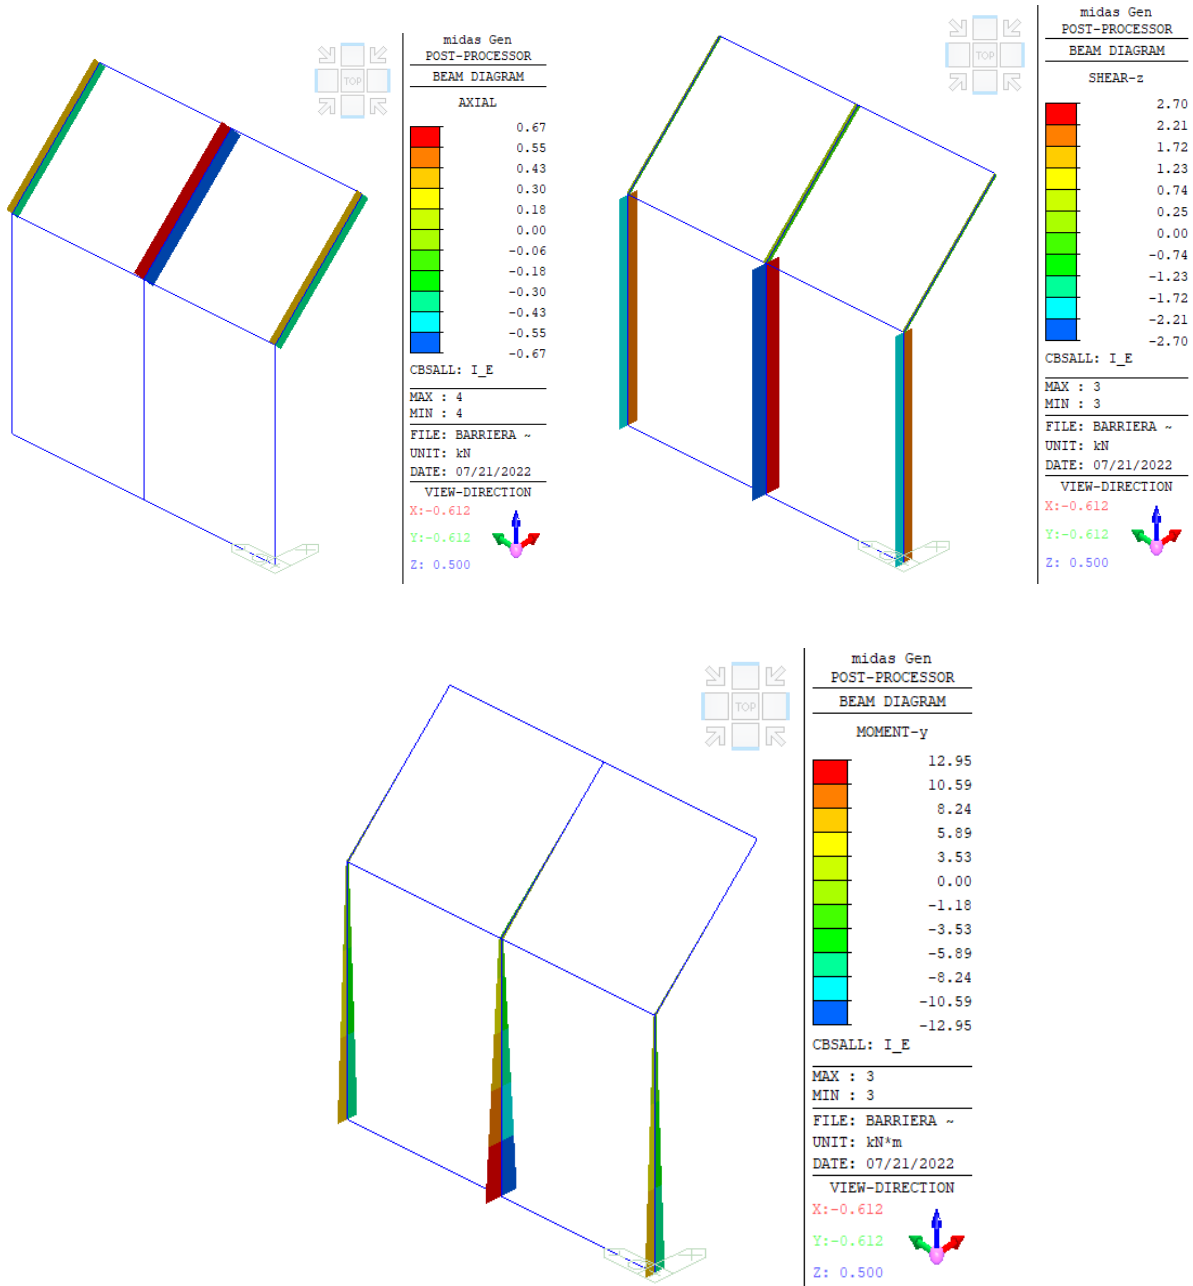 midas Gen
POST-PROCESSOR
BEAM DIAGRAM
AXIAL
0.67
0.55
0.43
0.30
0.18
0.00
-0.06
-0.18
-0.30
-0.43
-0.55
-0.67
CBSALL: I_E
MAX : 4
MIN : 4
FILE: BARRIERA ~
UNIT: kN
DATE: 07/21/2022
VIEW-DIRECTION
X:-0.612
Y:-0.612
Z: 0.500
TOP
midas Gen
POST-PROCESSOR
BEAM DIAGRAM
SHEAR-z
2.70
2.21
1.72
1.23
0.74
0.25
0.00
-0.74
-1.23
-1.72
-2.21
-2.70
CBSALL: I_E
MAX : 3
MIN : 3
FILE: BARRIERA ~
UNIT: kN
DATE: 07/21/2022
VIEW-DIRECTION
X:-0.612
Y:-0.612
Z: 0.500
TOP
midas Gen
POST-PROCESSOR
BEAM DIAGRAM
MOMENT-y
12.95
10.59
8.24
5.89
3.53
0.00
-1.18
-3.53
-5.89
-8.24
-10.59
-12.95
CBSALL: I_E
MAX : 3
MIN : 3
FILE: BARRIERA ~
UNIT: kN*m
DATE: 07/21/2022
VIEW-DIRECTION
X:-0.612
Y:-0.612
Z: 0.500
TOP